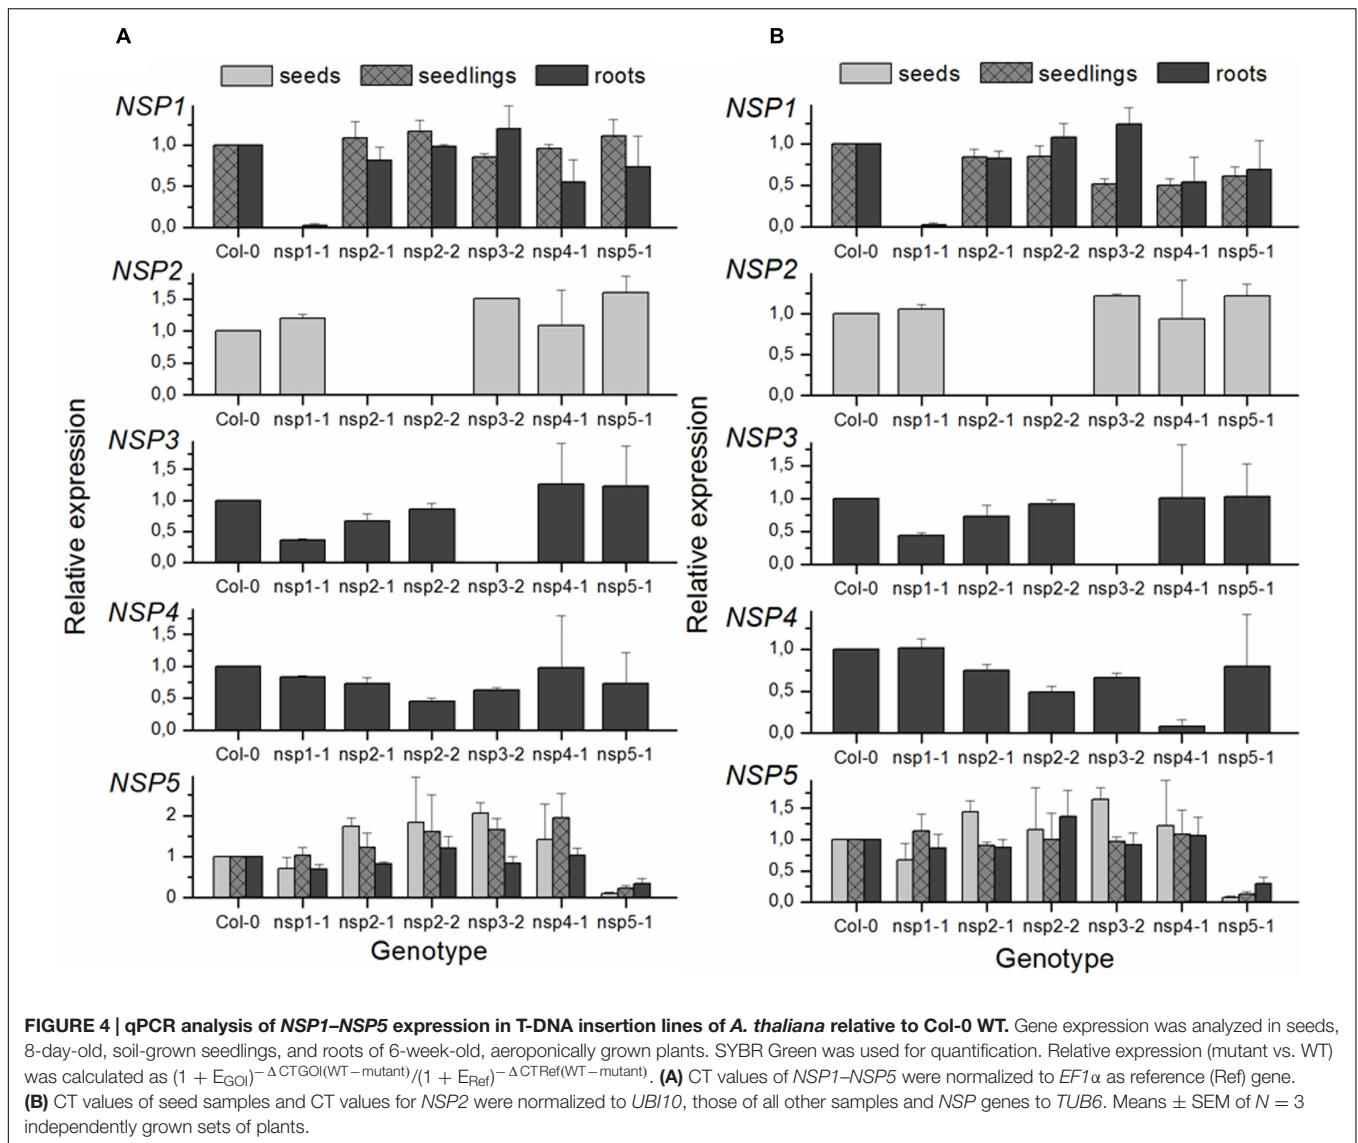 A
seeds seedlings roots
NSP1
1,0
0,5
0,0
Col-0 nsp1-1 nsp2-1 nsp2-2 nsp3-2 nsp4-1 nsp5-1
NSP2
1,5
1,0
0,5
0,0
Col-0 nsp1-1 nsp2-1 nsp2-2 nsp3-2 nsp4-1 nsp5-1
NSP3
1,5
1,0
0,5
0,0
Col-0 nsp1-1 nsp2-1 nsp2-2 nsp3-2 nsp4-1 nsp5-1
NSP4
1,5
1,0
0,5
0,0
Col-0 nsp1-1 nsp2-1 nsp2-2 nsp3-2 nsp4-1 nsp5-1
NSP5
2
1
0
Col-0 nsp1-1 nsp2-1 nsp2-2 nsp3-2 nsp4-1 nsp5-1
Relative expression
Genotype
B
seeds seedlings roots
NSP1
1,0
0,5
0,0
Col-0 nsp1-1 nsp2-1 nsp2-2 nsp3-2 nsp4-1 nsp5-1
NSP2
1,0
0,5
0,0
Col-0 nsp1-1 nsp2-1 nsp2-2 nsp3-2 nsp4-1 nsp5-1
NSP3
1,5
1,0
0,5
0,0
Col-0 nsp1-1 nsp2-1 nsp2-2 nsp3-2 nsp4-1 nsp5-1
NSP4
1,0
0,5
0,0
Col-0 nsp1-1 nsp2-1 nsp2-2 nsp3-2 nsp4-1 nsp5-1
NSP5
1,5
1,0
0,5
0,0
Col-0 nsp1-1 nsp2-1 nsp2-2 nsp3-2 nsp4-1 nsp5-1
Relative expression
Genotype
FIGURE 4 | qPCR analysis of NSP1–NSP5 expression in T-DNA insertion lines of A. thaliana relative to Col-0 WT. Gene expression was analyzed in seeds,
8-day-old, soil-grown seedlings, and roots of 6-week-old, aeroponically grown plants. SYBR Green was used for quantification. Relative expression (mutant vs. WT)
was calculated as (1 + E_GOI)^−ΔCTGOI(WT−mutant)/(1 + E_Ref)^−ΔCTRef(WT−mutant). (A) CT values of NSP1–NSP5 were normalized to EF1α as reference (Ref) gene.
(B) CT values of seed samples and CT values for NSP2 were normalized to UBI10, those of all other samples and NSP genes to TUB6. Means ± SEM of N = 3
independently grown sets of plants.